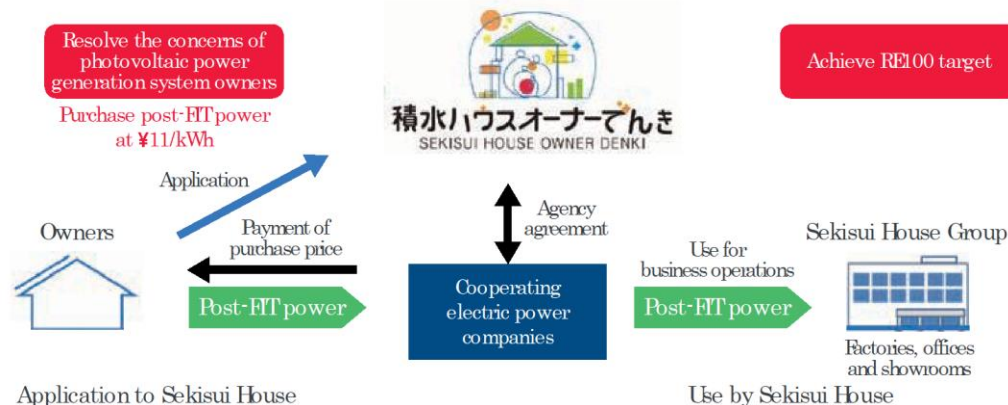 Resolve the concerns of
photovoltaic power
generation system owners
Purchase post-FIT power
at ¥11/kWh
積水ハウスオーナーでんき
SEKISUI HOUSE OWNER DENKI
Achieve RE100 target
Application
Owners
Payment of
purchase price
Post-FIT power
Agency
agreement
Cooperating
electric power
companies
Use for
business operations
Post-FIT power
Sekisui House Group
Factories, offices
and showrooms
Application to Sekisui House
Use by Sekisui House